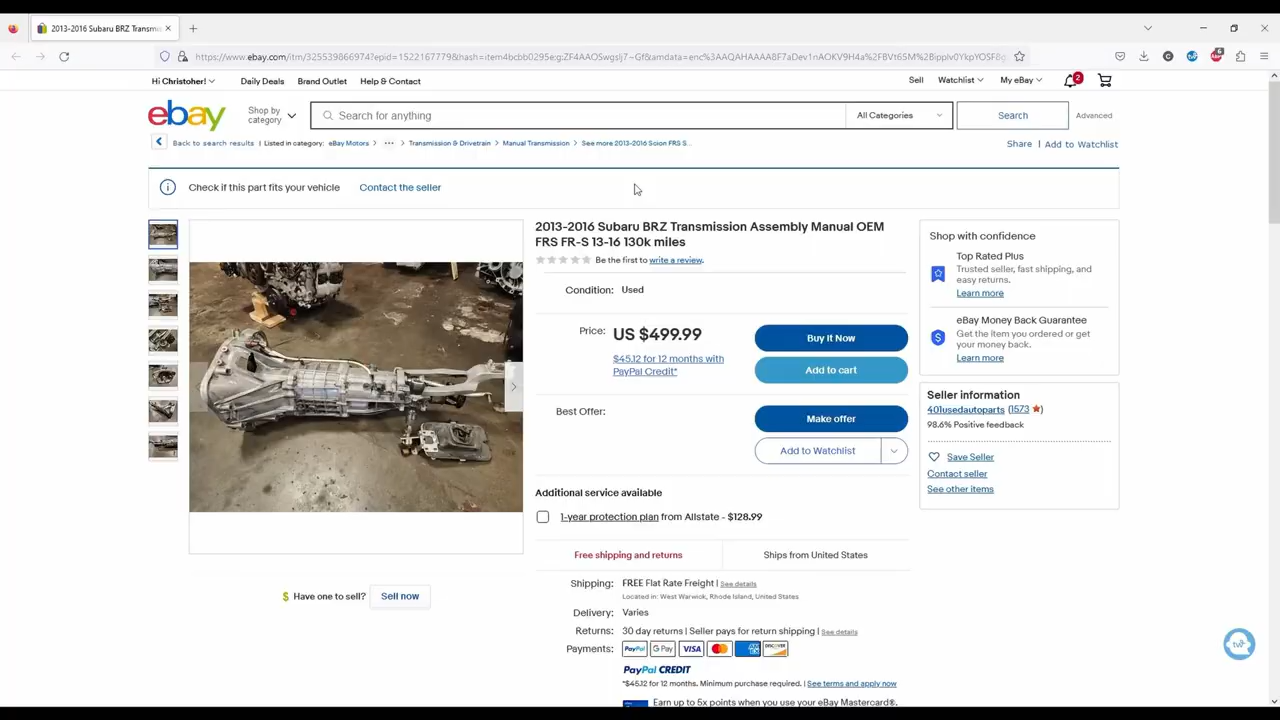 2013-2016 Subaru BRZ Transmi
Hi Christoher!
Daily Deals
Brand Outlet
Help & Contact
Sell
Watchlist
My eBay
2
ebay
Shop by
category
Search for anything
All Categories
Search
Advanced
Back to search results
Listed in category:
eBay Motors
Transmission & Drivetrain
Manual Transmission
See more 2013-2016 Scion FRS S...
Share
Add to Watchlist
Check if this part fits your vehicle
Contact the seller
2013-2016 Subaru BRZ Transmission Assembly Manual OEM
FRS FR-S 13-16 130k miles
Be the first to write a review.
Condition: Used
Price: US $499.99
$45.12 for 12 months with
PayPal Credit*
Buy It Now
Add to cart
Best Offer:
Make offer
Add to Watchlist
Additional service available
1-year protection plan from Allstate - $128.99
Free shipping and returns
Ships from United States
Shipping: FREE Flat Rate Freight | See details
Located in: West Warwick, Rhode Island, United States
Delivery: Varies
Returns: 30 day returns | Seller pays for return shipping | See details
Payments: PayPal G Pay VISA
DISCOVER
PayPal CREDIT
*$45.12 for 12 months. Minimum purchase required. | See terms and apply now
Earn up to 5x points when you use your eBay Mastercard®.
Have one to sell?
Sell now
Shop with confidence
Top Rated Plus
Trusted seller, fast shipping, and
easy returns.
Learn more
eBay Money Back Guarantee
Get the item you ordered or get
your money back.
Learn more
Seller information
401usedautoparts (1573)
98.6% Positive feedback
Save Seller
Contact seller
See other items